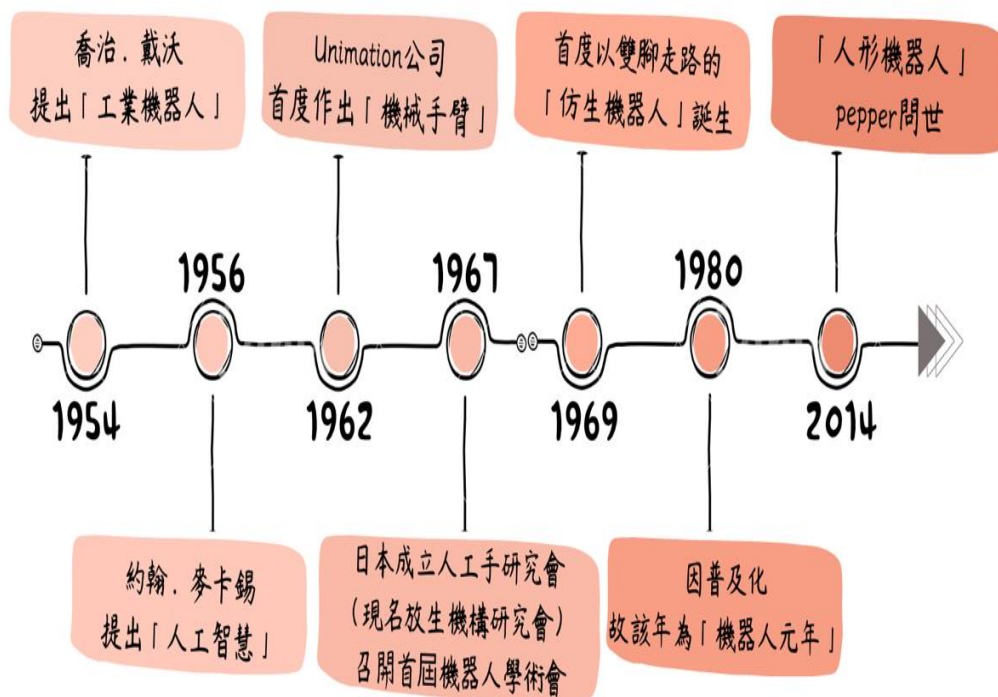 喬治.戴沃
提出「工業機器人」
Unimation公司
首度作出「機械手臂」
首度以雙腳走路的
「仿生機器人」誕生
「人形機器人」
pepper問世
1956
1967
1980
1954
1962
1969
2014
約翰.麥卡錫
提出「人工智慧」
日本成立人工手研究會
(現名放生機構研究會)
召開首屆機器人學術會
因普及化
故該年為「機器人元年」